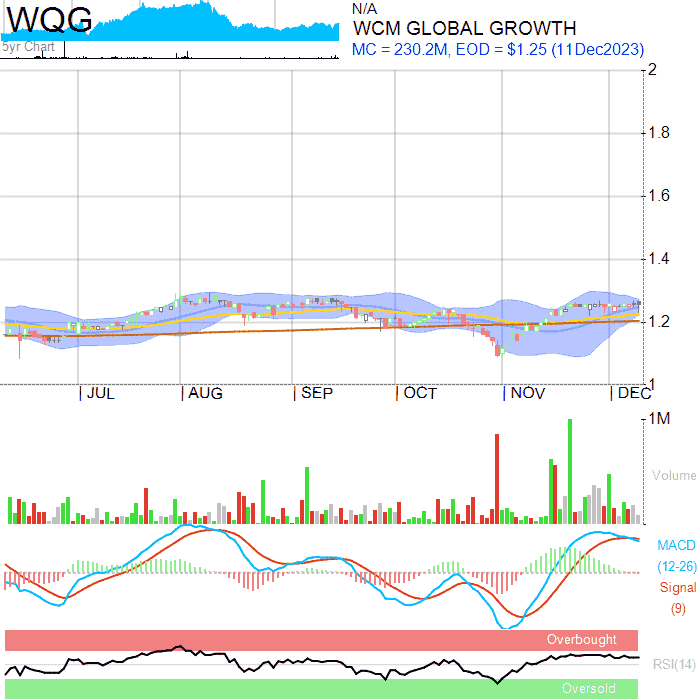 WQG
5yr Chart
N/A
WCM GLOBAL GROWTH
MC = 230.2M, EOD = $1.25 (11Dec2023)
2
1.8
1.6
1.4
1.2
1
JUL AUG SEP OCT NOV DEC
1M
Volume
MACD
(12-26)
Signal
(9)
Overbought
RSI(14)
Oversold